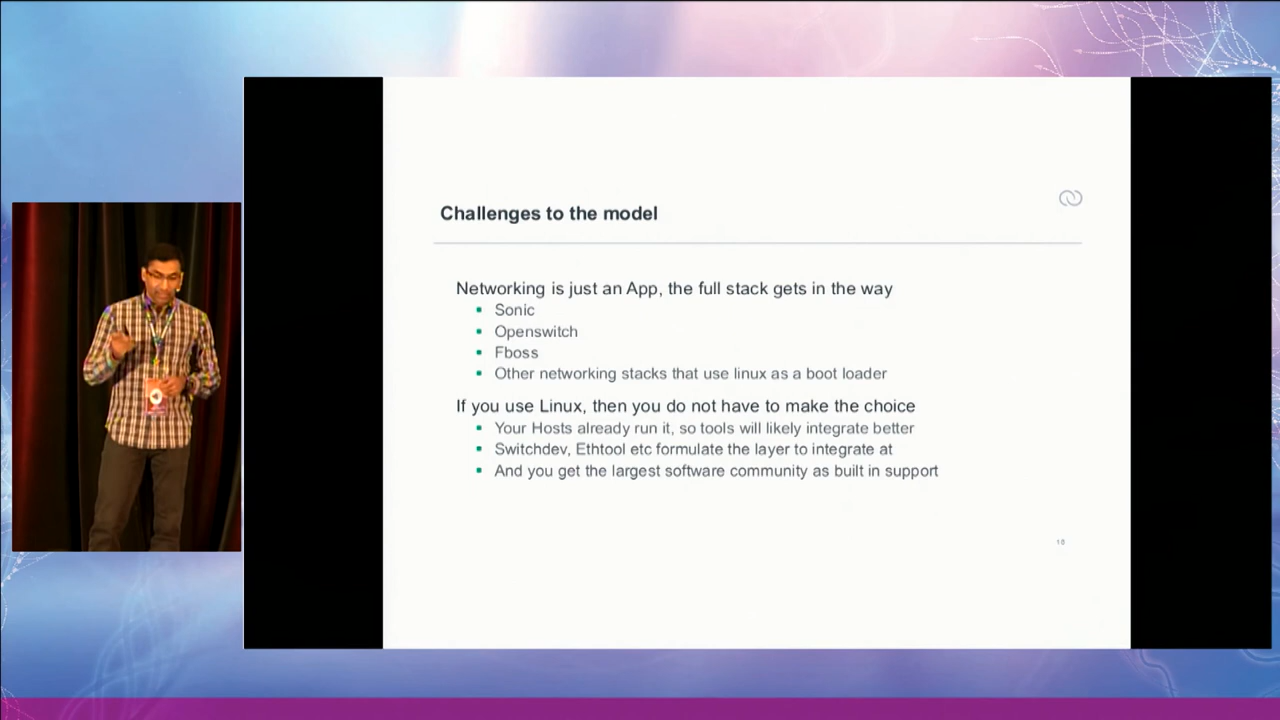 Challenges to the model
Networking is just an App, the full stack gets in the way
Sonic
Openswitch
Fboss
Other networking stacks that use linux as a boot loader
If you use Linux, then you do not have to make the choice
Your Hosts already run it, so tools will likely integrate better
Switchdev, Ethtool etc formulate the layer to integrate at
And you get the largest software community as built in support
18